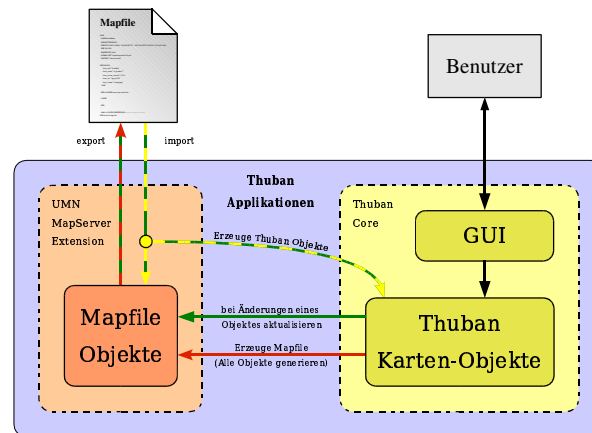 Mapfile
Benutzer
export
import
Thuban
Applikationen
UMN
MapServer
Extension
Thuban
Core
Erzeuge Thuban Objekte
GUI
Mapfile
Objekte
bei Änderungen eines
Objektes aktualisieren
Erzeuge Mapfile
(Alle Objekte generieren)
Thuban
Karten-Objekte